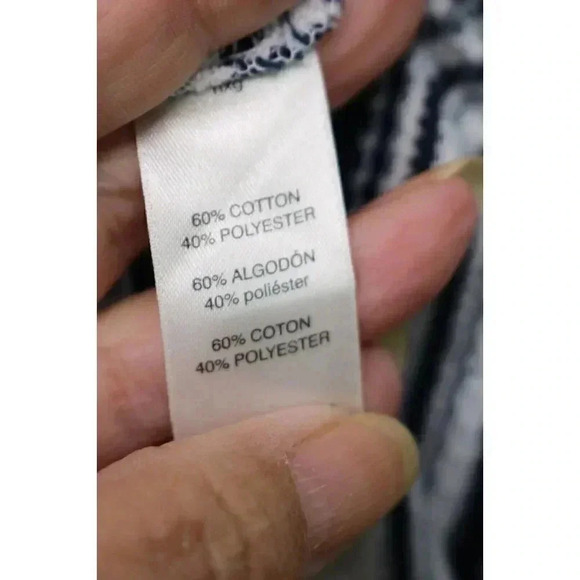 60% COTTON
40% POLYESTER
60% ALGODÓN
40% poliéster
60% COTON
40% POLYESTER